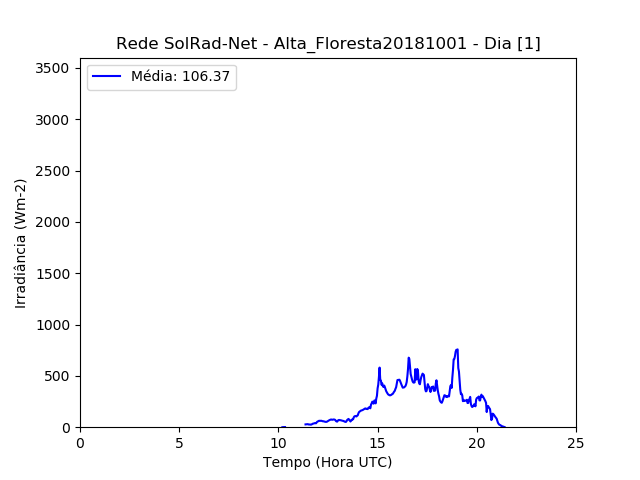 Rede SolRad-Net - Alta_Floresta20181001 - Dia [1]
Média: 106.37
3500
3000
2500
2000
1500
1000
500
0
Irradiância (Wm-2)
0 5 10 15 20 25
Tempo (Hora UTC)